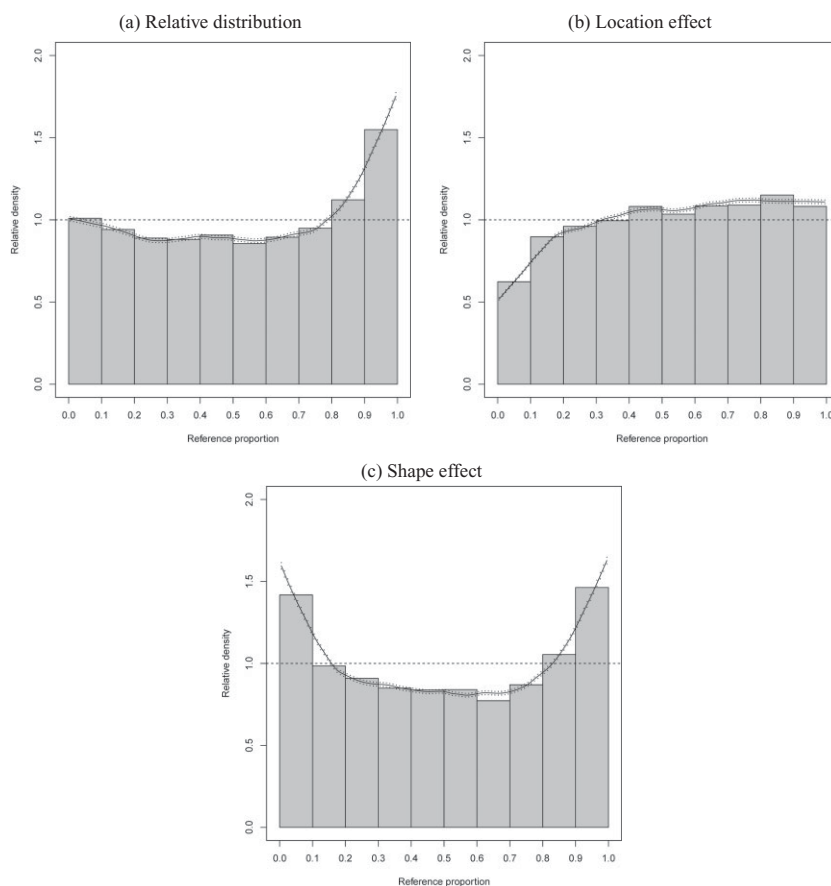 (a) Relative distribution
2.0
1.5
1.0
0.5
0.0
Relative density
0.0 0.1 0.2 0.3 0.4 0.5 0.6 0.7 0.8 0.9 1.0
Reference proportion
(b) Location effect
2.0
1.5
1.0
0.5
0.0
Relative density
0.0 0.1 0.2 0.3 0.4 0.5 0.6 0.7 0.8 0.9 1.0
Reference proportion
(c) Shape effect
2.0
1.5
1.0
0.5
0.0
Relative density
0.0 0.1 0.2 0.3 0.4 0.5 0.6 0.7 0.8 0.9 1.0
Reference proportion